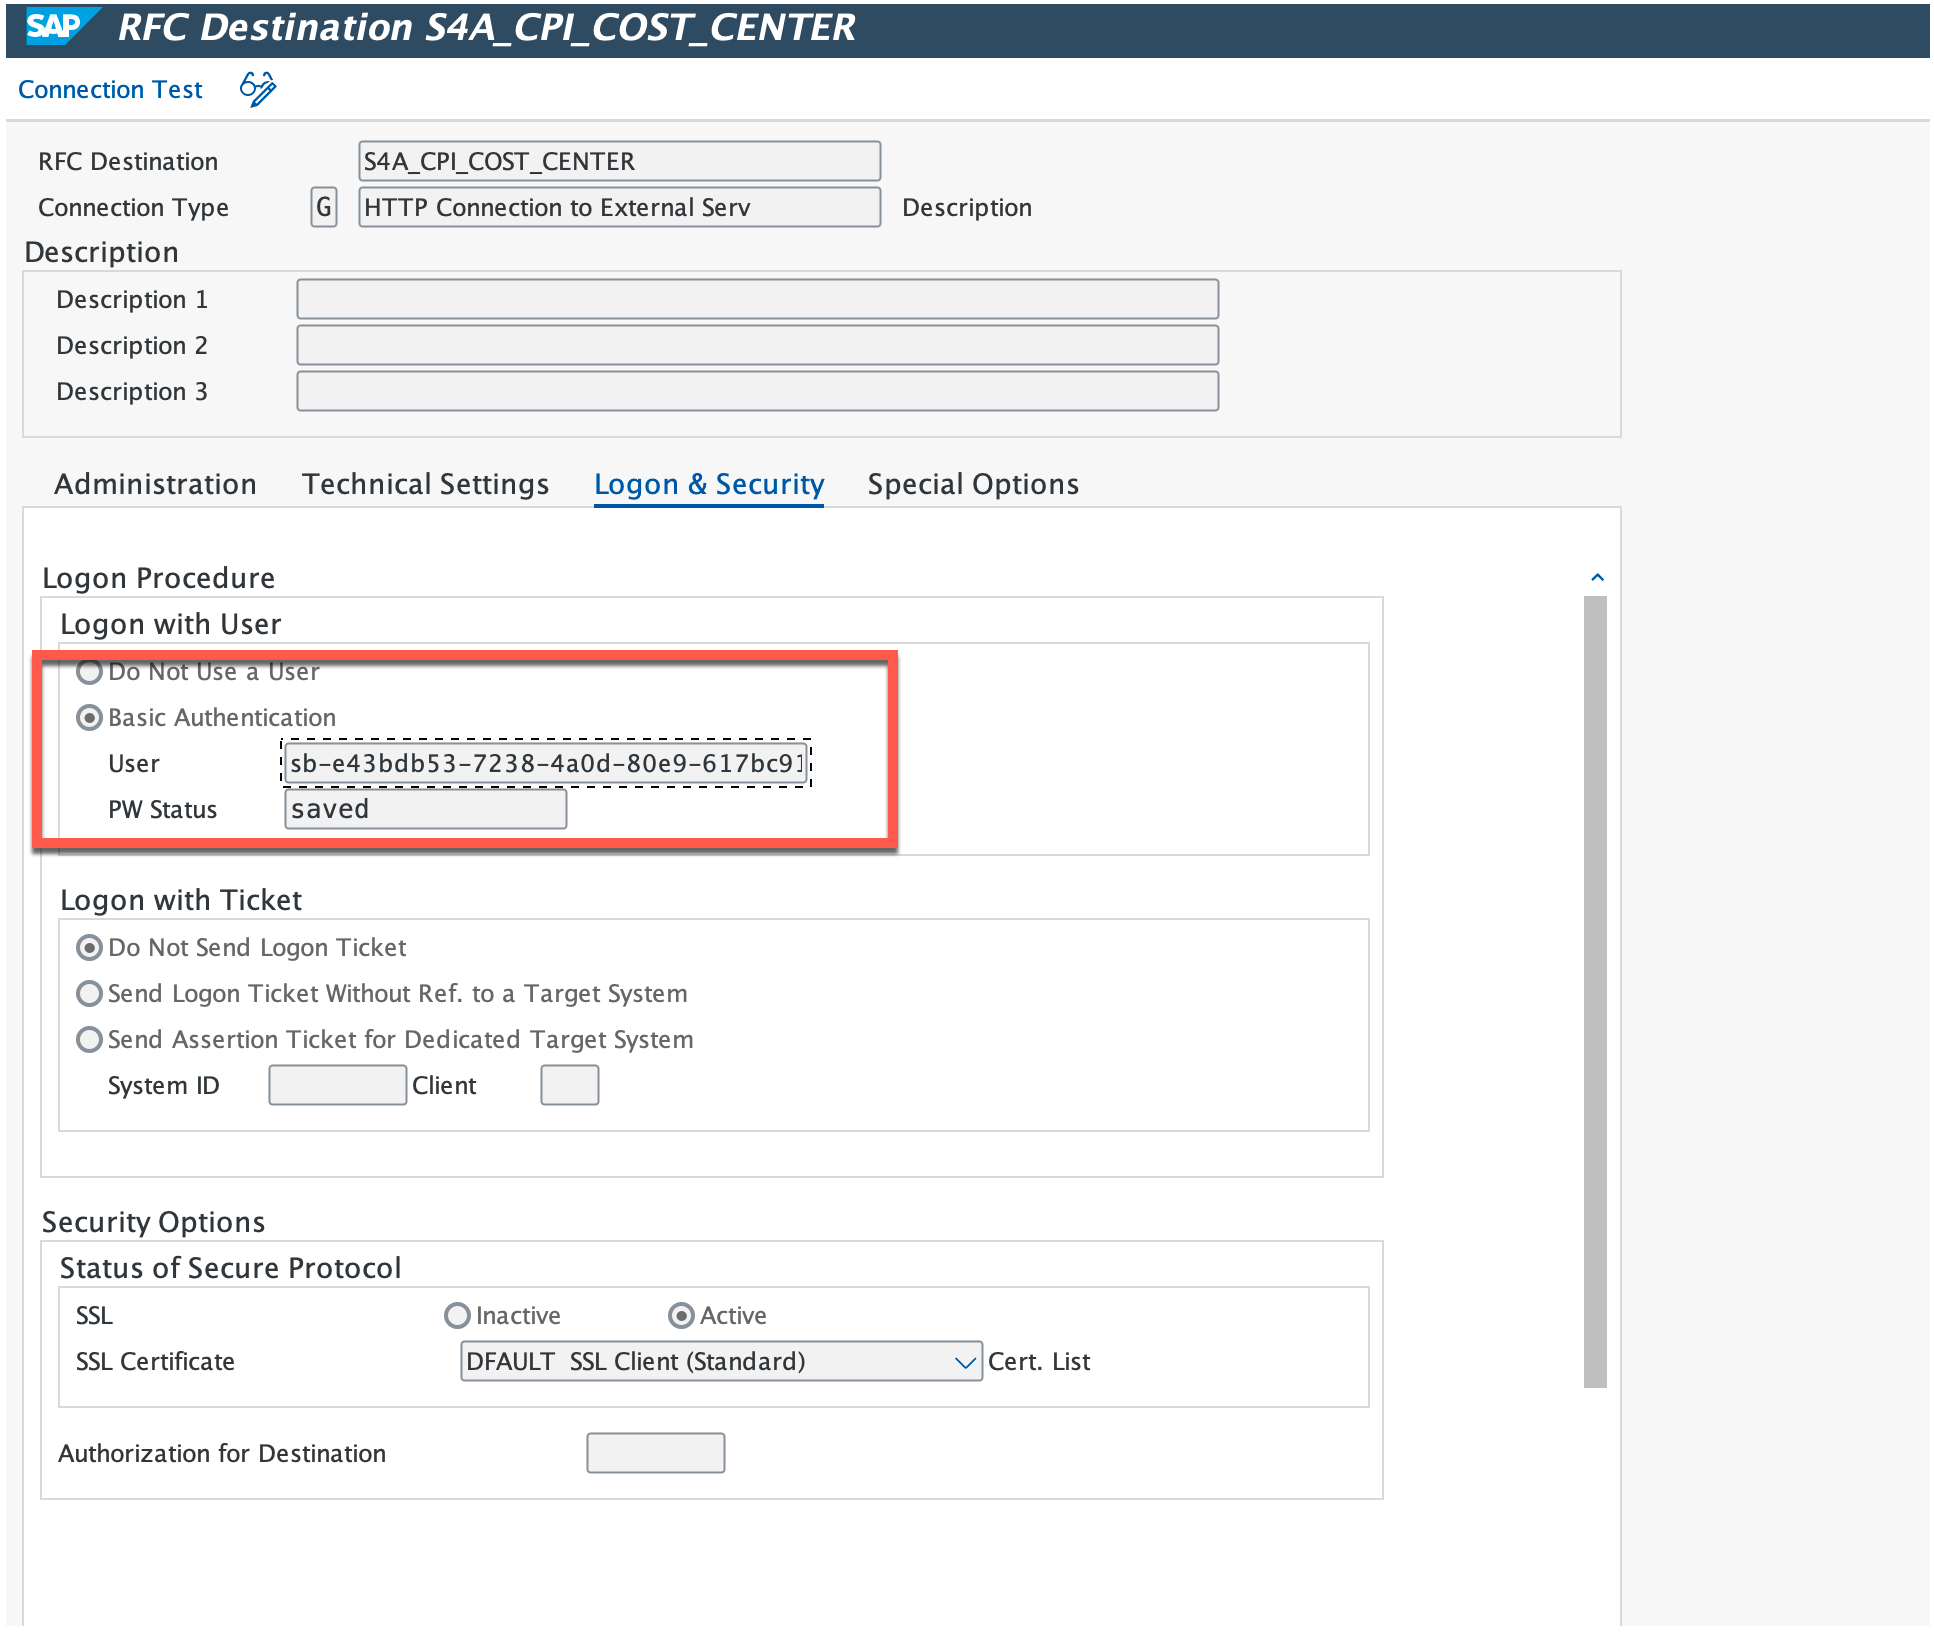 SAP RFC Destination S4A_CPI_COST_CENTER
Connection Test
RFC Destination S4A_CPI_COST_CENTER
Connection Type G HTTP Connection to External Serv Description
Description
Description 1
Description 2
Description 3
Administration Technical Settings Logon & Security Special Options
Logon Procedure
Logon with User
Do Not Use a User
Basic Authentication
User sb-e43bdb53-7238-4a0d-80e9-617bc91
PW Status saved
Logon with Ticket
Do Not Send Logon Ticket
Send Logon Ticket Without Ref. to a Target System
Send Assertion Ticket for Dedicated Target System
System ID Client
Security Options
Status of Secure Protocol
SSL Inactive Active
SSL Certificate DFAULT SSL Client (Standard) Cert. List
Authorization for Destination